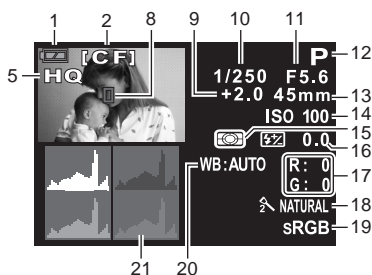 1 2 8 10 11
[CF] P 12
5 HQ 9 1/250 F5.6
+2.0 45mm 13
ISO 100 14
0.0 15
16
WB:AUTO R: 0 17
G: 0
2 NATURAL 18
sRGB 19
21 20